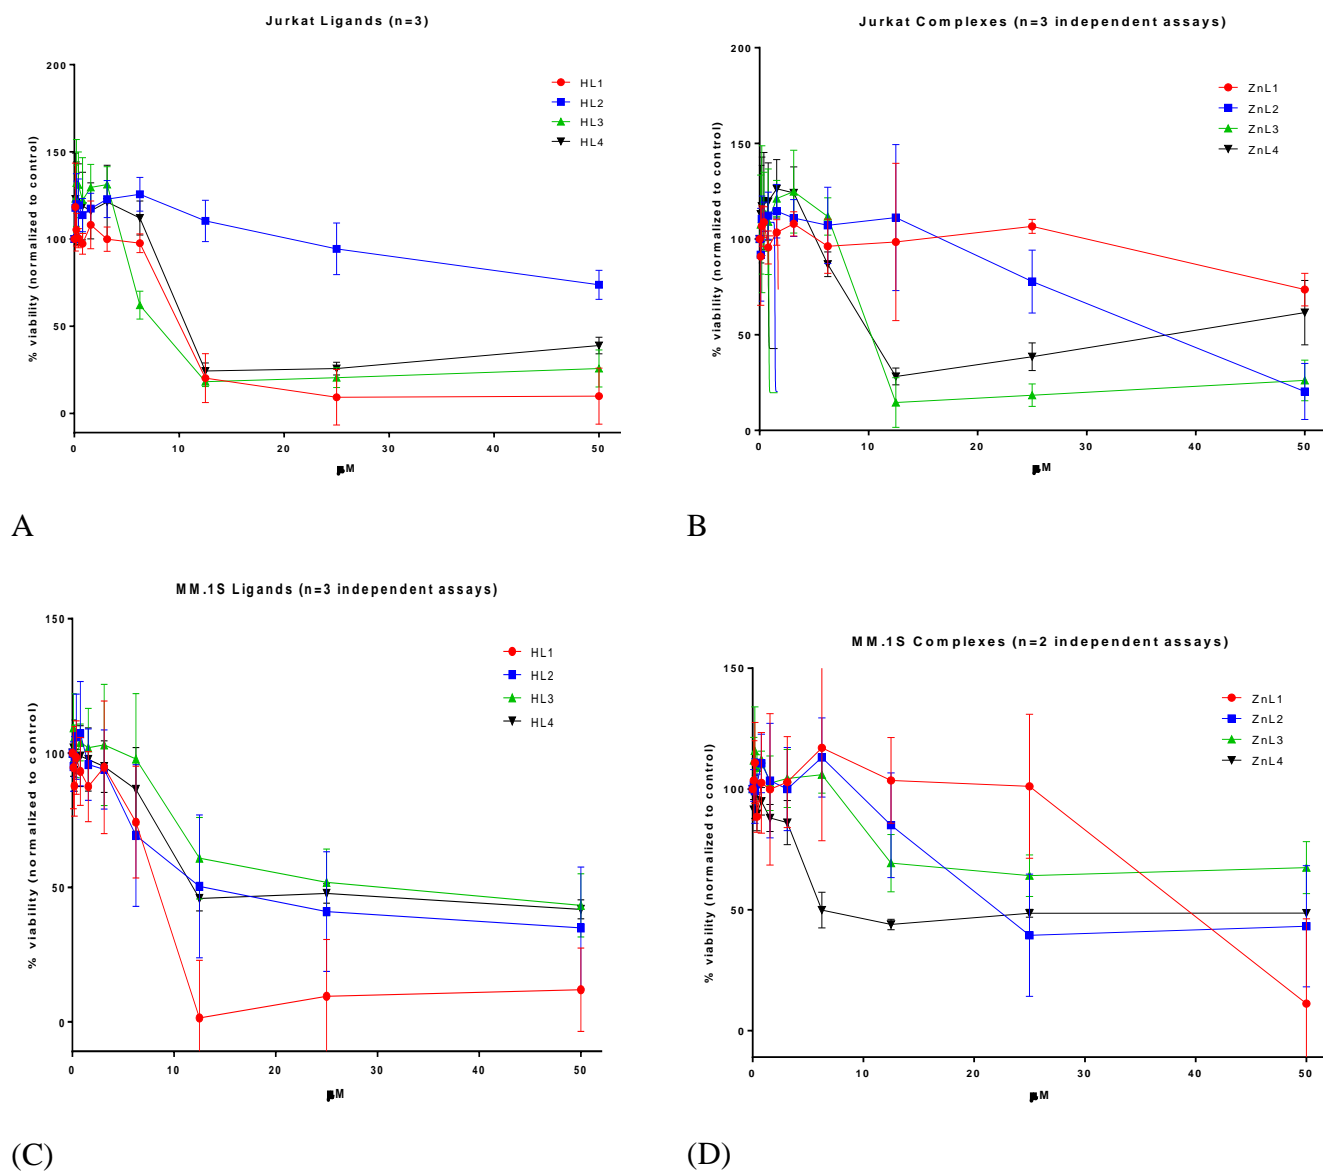 Jurkat Ligands (n=3)
% viability (normalized to control)
200
150
100
50
0
HL1
HL2
HL3
HL4
0 10 20 30 40 50
µM
A
Jurkat Complexes (n=3 independent assays)
% viability (normalized to control)
200
150
100
50
0
ZnL1
ZnL2
ZnL3
ZnL4
0 10 20 30 40 50
µM
B
MM.1S Ligands (n=3 independent assays)
% viability (normalized to control)
150
100
50
0
HL1
HL2
HL3
HL4
0 10 20 30 40 50
µM
(C)
MM.1S Complexes (n=2 independent assays)
% viability (normalized to control)
150
100
50
0
ZnL1
ZnL2
ZnL3
ZnL4
0 10 20 30 40 50
µM
(D)